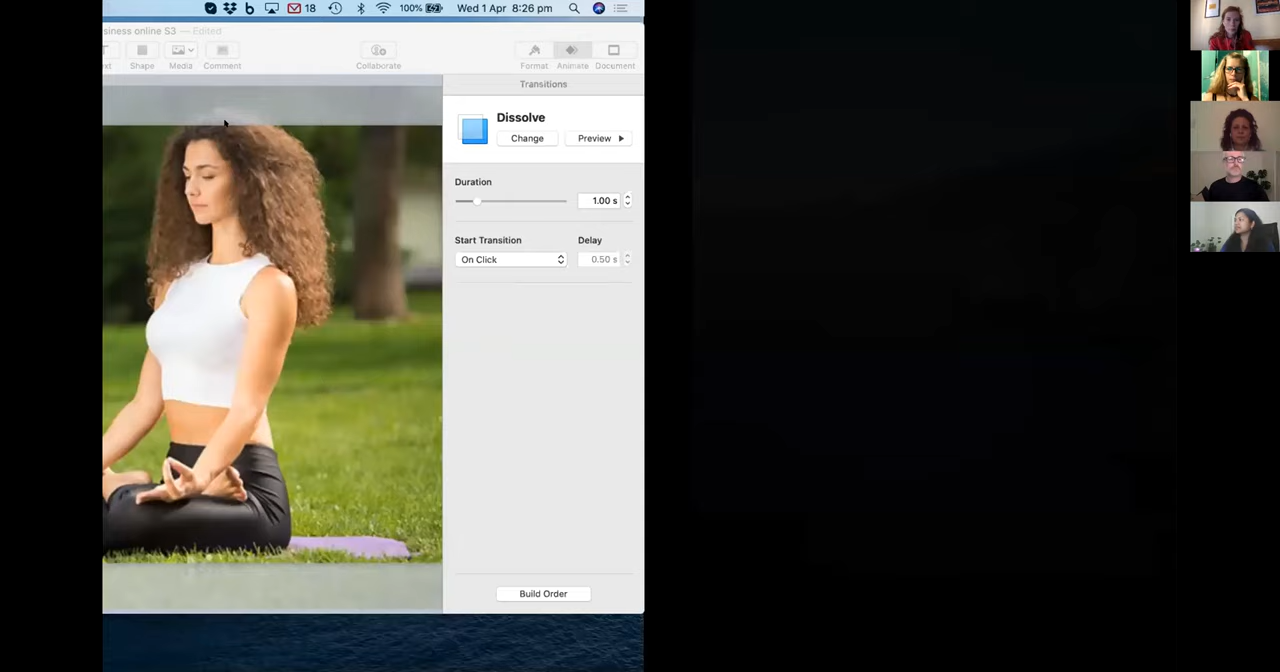 18 100% Wed 1 Apr 8:26 pm
siness online S3 — Edited
xt Shape Media Comment Collaborate Format Animate Document
Transitions
Dissolve
Change Preview
Duration
1.00 s
Start Transition Delay
On Click 0.50 s
Build Order